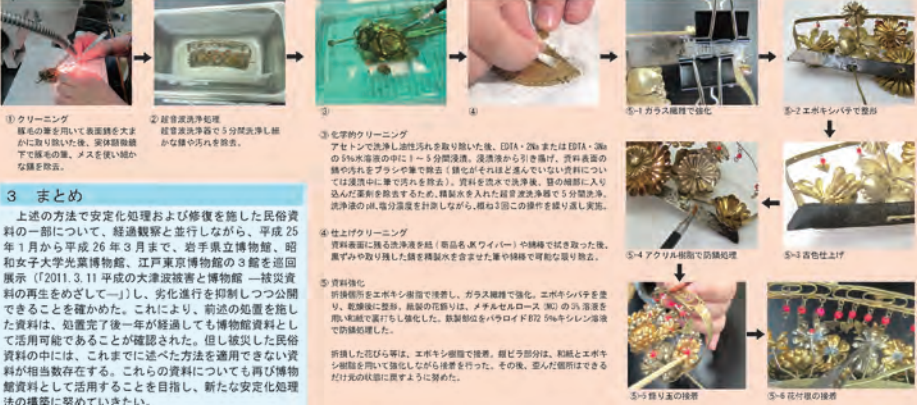 ①クリーニング
豚毛の筆を用いて表面錆を大ま
かに取り除いた後、実体顕微鏡
下で豚毛の筆、メスを使い細か
な錆を除去。
②超音波洗浄処理
超音波洗浄器で5分間洗浄し細
かな錆や汚れを除去。
③
④
⑤-1 ガラス繊維で強化
⑤-2 エポキシパテで整形
③化学的クリーニング
アセトンで洗浄し油性汚れを取り除いた後、EDTA・2Na または EDTA・3Na
の5%水溶液の中に1～5分間浸漬。浸漬液から引き揚げ、資料表面の
錆や汚れをブラシや筆で除去(錆化がそれほど進んでいない資料につい
ては浸漬中に筆で汚れを除去)。資料を流水で洗浄後、簪の細部に入り
込んだ薬剤を除去するため、精製水を入れた超音波洗浄器で5分間洗浄。
洗浄液の pH、塩分濃度を計測しながら、概ね3回この操作を繰り返し実施。
④仕上げクリーニング
資料表面に残る洗浄液を紙(商品名JKワイパー)や綿棒で拭き取った後、
黒ずみや取り残した錆を精製水を含ませた筆や綿棒で可能な限り除去。
⑤資料強化
折損個所をエポキシ樹脂で接着し、ガラス繊維で強化。エポキシパテを塗
り、乾燥後に整形。紙製の花飾りは、メチルセルロース(MC)の
用い和紙で裏打ちし強化した。鉄製部位をパラロイドB72 5%キシレン溶液
で防錆処理した。
折損した花びら等は、エポキシ樹脂で接着。銀ビラ部分は、和紙とエポキ
シ樹脂を用いて強化しながら接着を行った。その後、歪んだ個所はできる
だけ元の状態に戻すように努めた。
⑤-4 アクリル樹脂で防錆処理
⑤-3 古色仕上げ
⑤-5 飾り玉の接着
⑤-6 花付根の接着
3 まとめ
上述の方法で安定化処理および修復を施した民俗資
料の一部について、経過観察と並行しながら、平成25
年1月から平成26年3月まで、岩手県立博物館、昭
和女子大学光葉博物館、江戸東京博物館の3館を巡回
展示(「2011.3.11 平成の大津波被害と博物館 ―被災資
料の再生をめざして―」)し、劣化進行を抑制しつつ公開
できることを確かめた。これにより、前述の処置を施し
た資料は、処置完了後一年が経過しても博物館資料とし
て活用可能であることが確認された。但し被災した民俗
資料の中には、これまでに述べた方法を適用できない資
料が相当数存在する。これらの資料についても再び博物
館資料として活用することを目指し、新たな安定化処理
法の構築に努めていきたい。